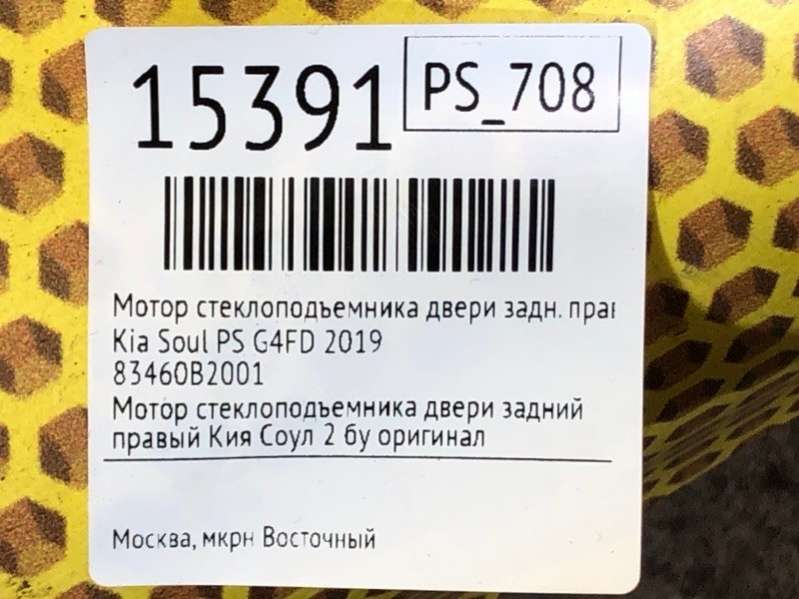 15391
PS_708
Мотор стеклоподъемника двери задн. прав
Kia Soul PS G4FD 2019
83460B2001
Мотор стеклоподъемника двери задний
правый Кия Соул 2 бу оригинал
Москва, мкрн Восточный